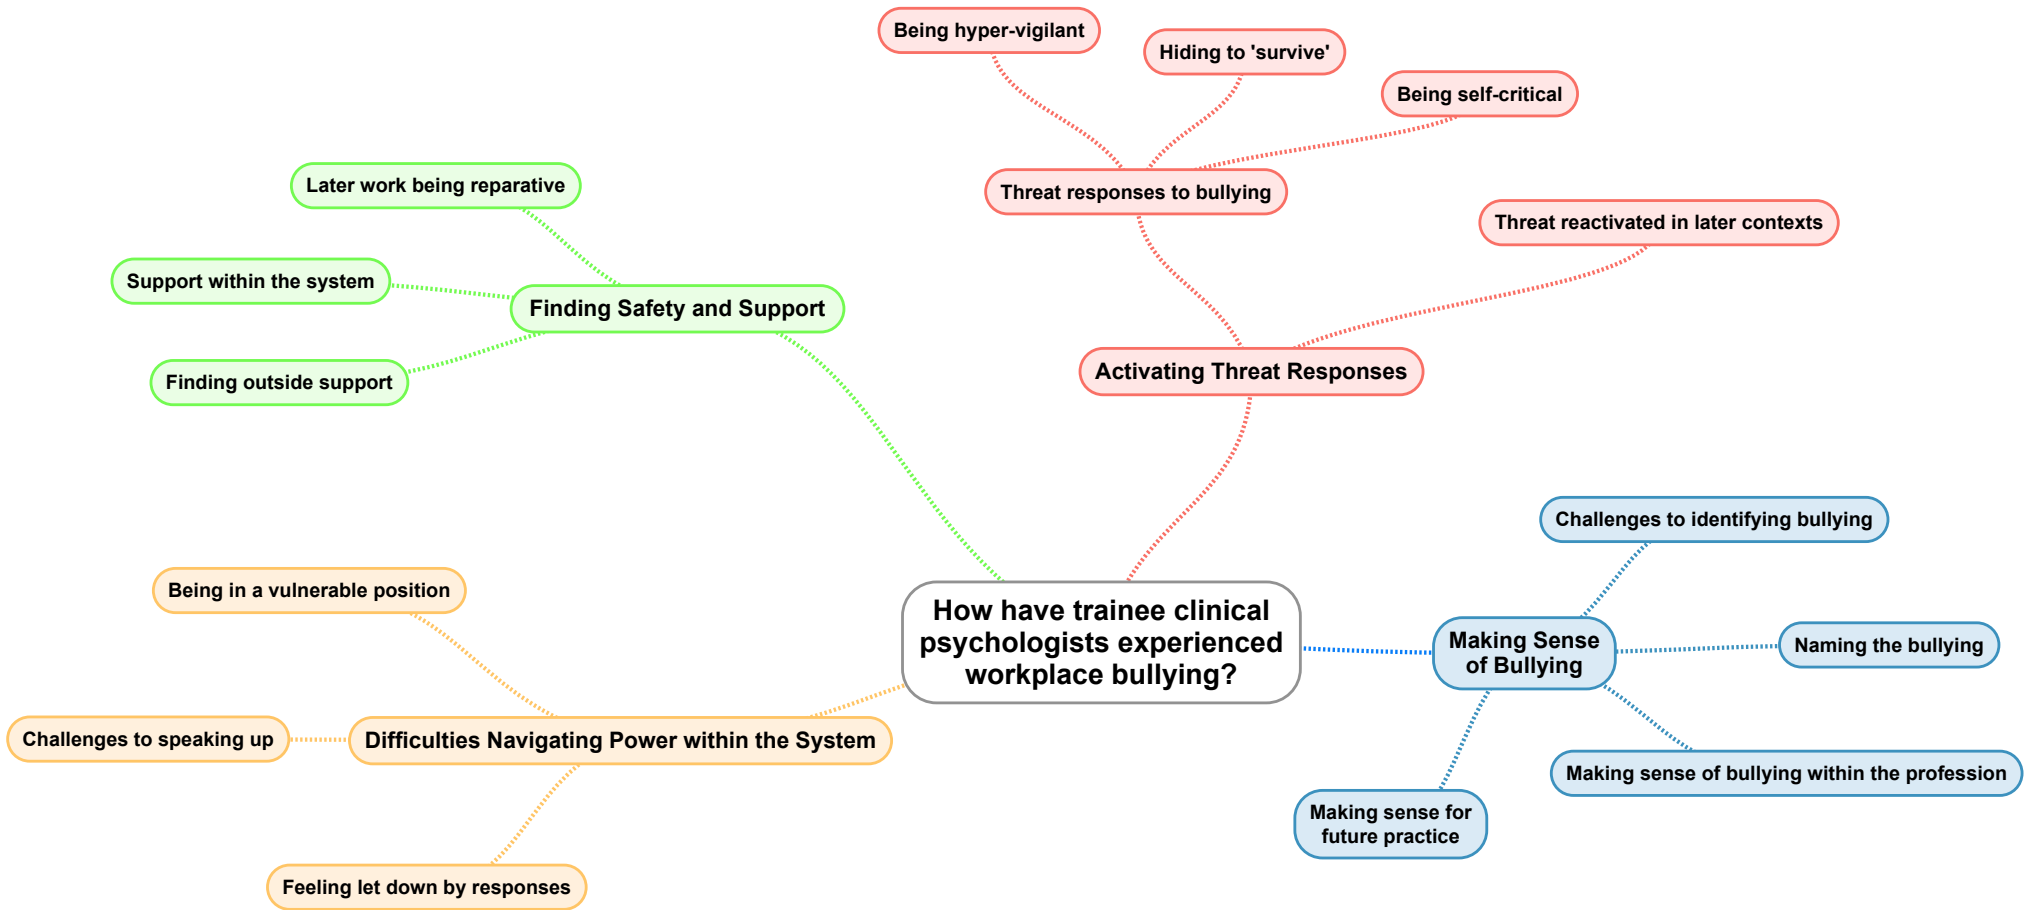 Being hyper-vigilant
Hiding to 'survive'
Being self-critical
Threat responses to bullying
Threat reactivated in later contexts
Activating Threat Responses
Later work being reparative
Support within the system
Finding Safety and Support
Finding outside support
How have trainee clinical
psychologists experienced
workplace bullying?
Challenges to identifying bullying
Making Sense
of Bullying
Naming the bullying
Making sense of bullying within the profession
Making sense for
future practice
Being in a vulnerable position
Challenges to speaking up
Difficulties Navigating Power within the System
Feeling let down by responses